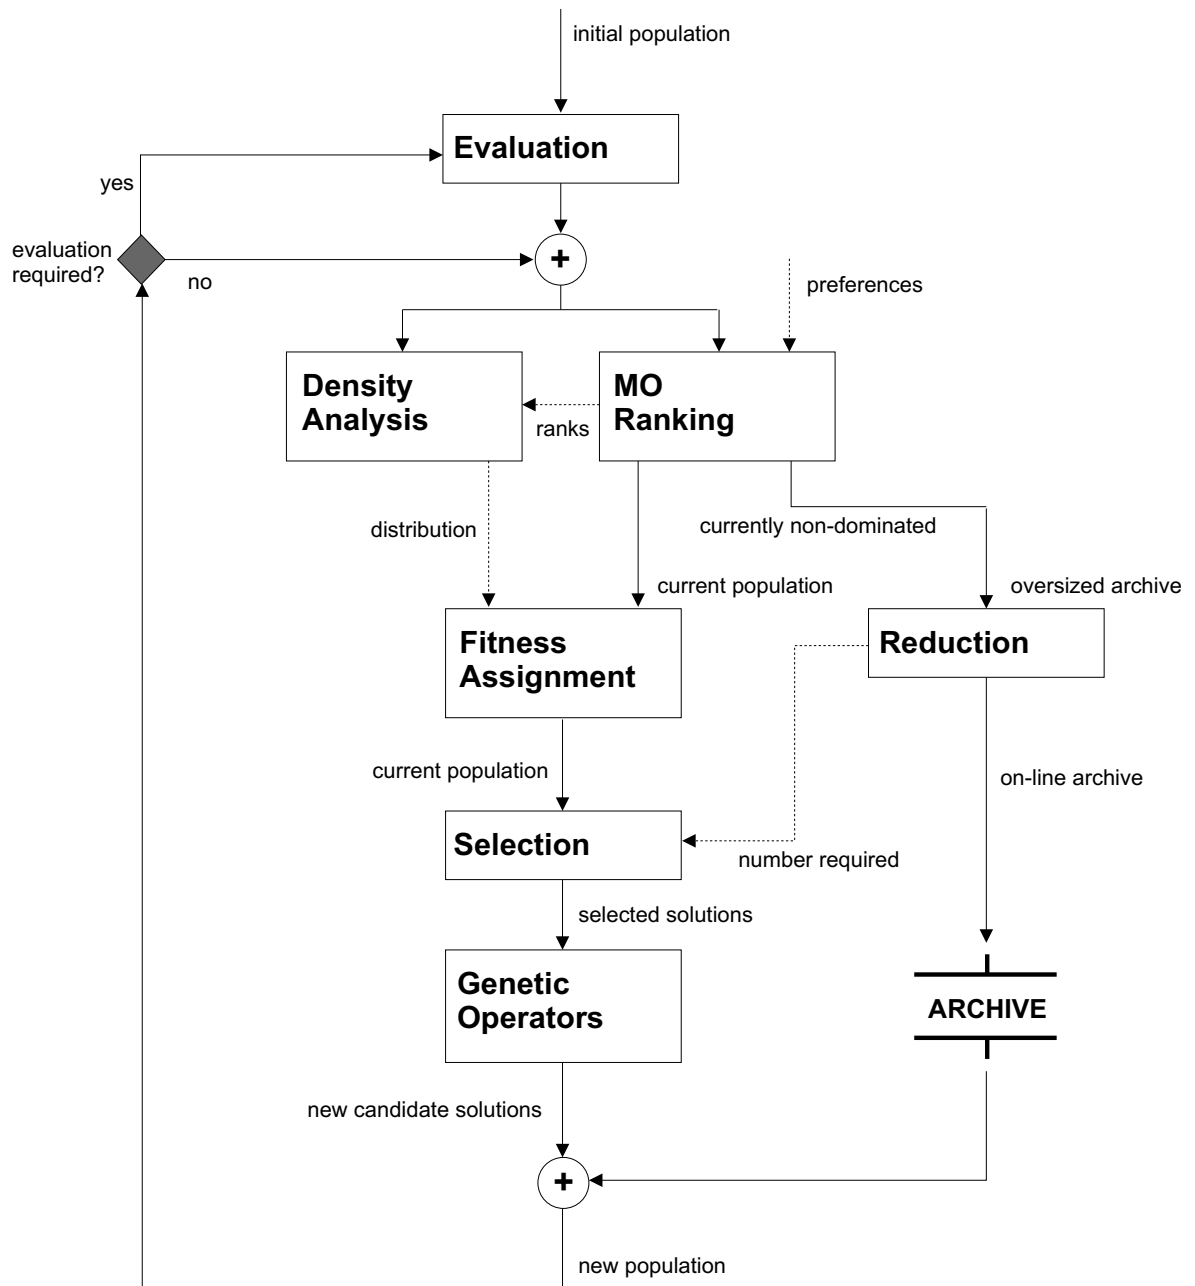 initial population
Evaluation
yes
evaluation
required?
no
+
preferences
Density
Analysis
MO
Ranking
ranks
distribution
currently non-dominated
current population
oversized archive
Fitness
Assignment
Reduction
current population
on-line archive
Selection
number required
selected solutions
Genetic
Operators
ARCHIVE
new candidate solutions
+
new population